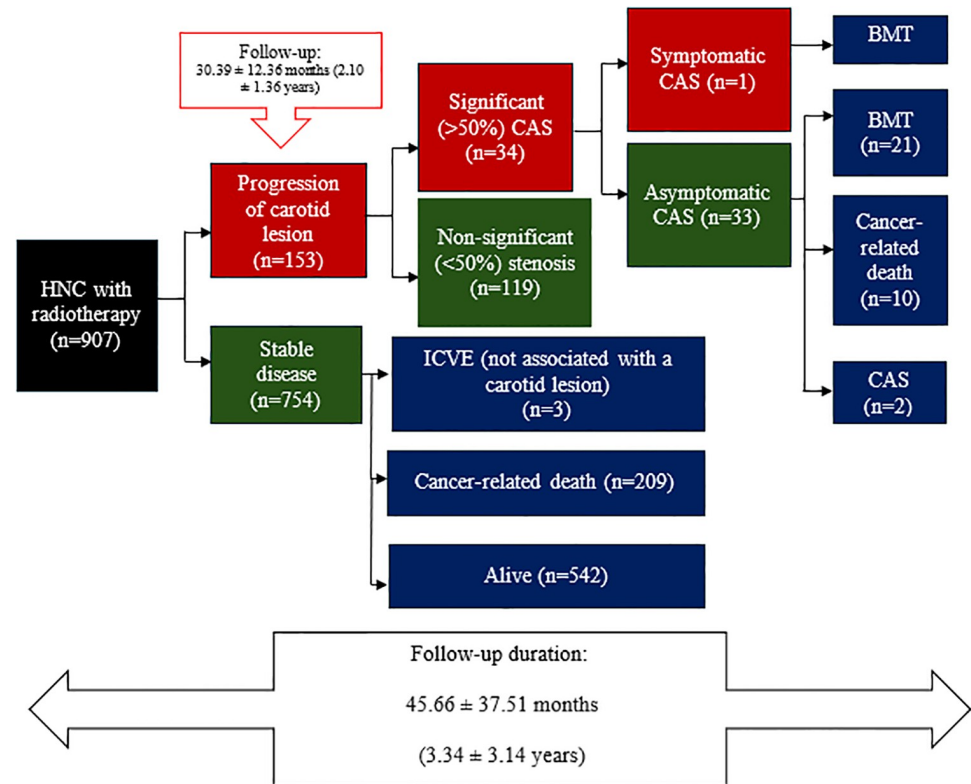 Follow-up:
30.39 ± 12.36 months (2.10
± 1.36 years)
HNC with
radiotherapy
(n=907)
Progression
of carotid
lesion
(n=153)
Stable
disease
(n=754)
Significant
(>50%) CAS
(n=34)
Non-significant
(<50%) stenosis
(n=119)
ICVE (not associated with a
carotid lesion)
(n=3)
Cancer-related death (n=209)
Alive (n=542)
Symptomatic
CAS (n=1)
Asymptomatic
CAS (n=33)
BMT
BMT
(n=21)
Cancer-
related
death
(n=10)
CAS
(n=2)
Follow-up duration:
45.66 ± 37.51 months
(3.34 ± 3.14 years)